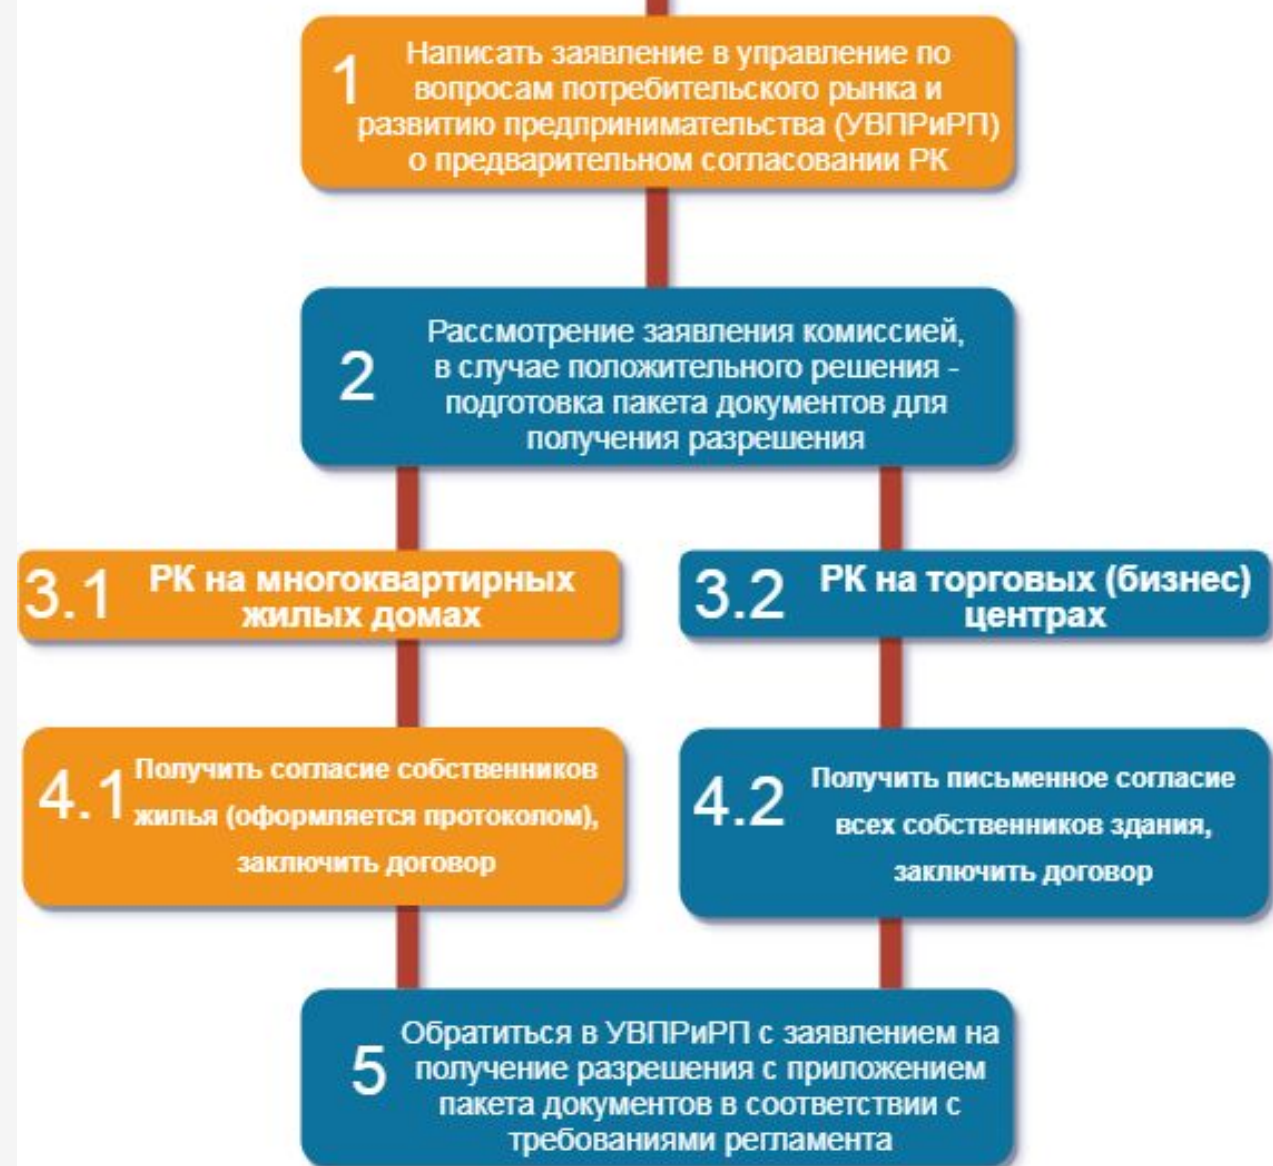 1
Написать заявление в управление по
вопросам потребительского рынка и
развитию предпринимательства (УВПРиРП)
о предварительном согласовании РК
2
Рассмотрение заявления комиссией,
в случае положительного решения -
подготовка пакета документов для
получения разрешения
3.1
РК на многоквартирных
жилых домах
3.2
РК на торговых (бизнес)
центрах
4.1
Получить согласие собственников
жилья (оформляется протоколом),
заключить договор
4.2
Получить письменное согласие
всех собственников здания,
заключить договор
5
Обратиться в УВПРиРП с заявлением на
получение разрешения с приложением
пакета документов в соответствии с
требованиями регламента